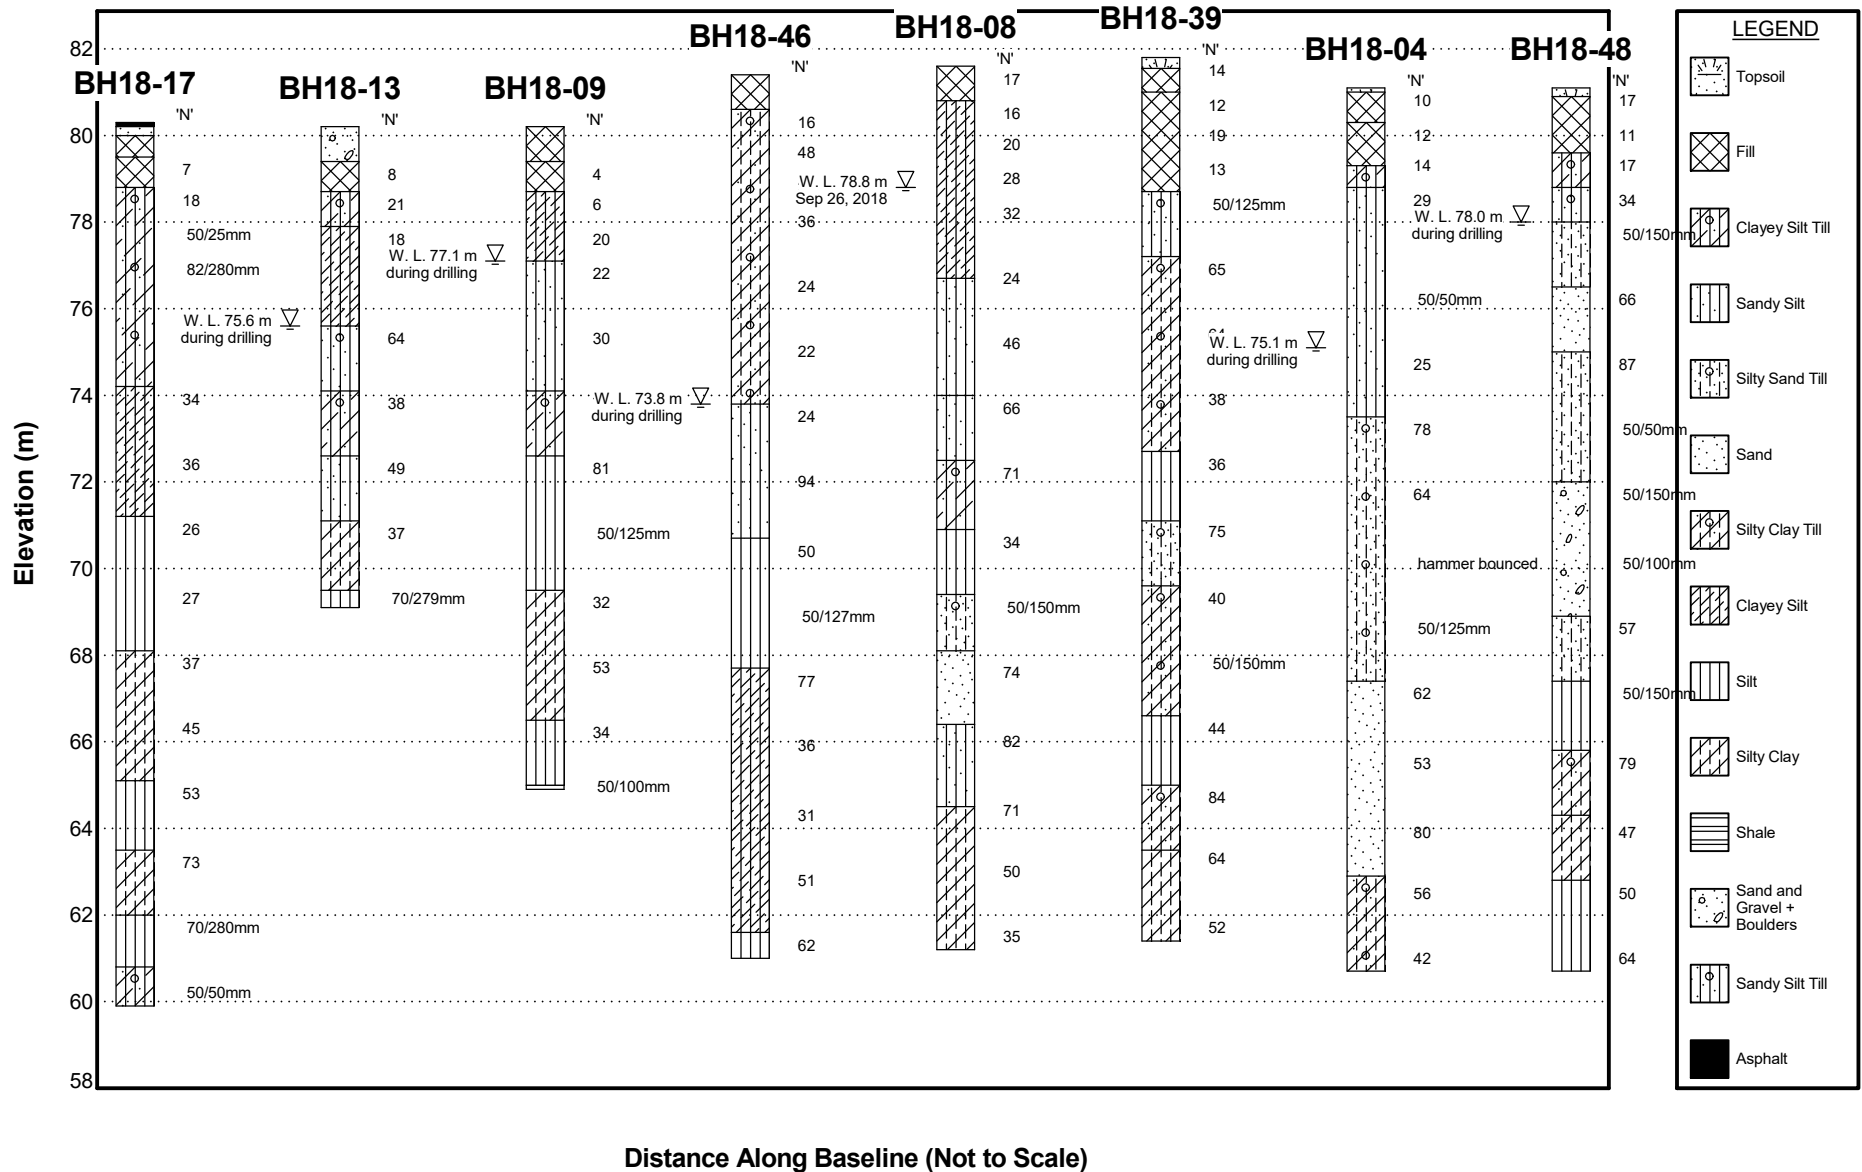 BH18-17
BH18-13
BH18-09
BH18-46
BH18-08
BH18-39
BH18-04
BH18-48
Elevation (m)
82
80
78
76
74
72
70
68
66
64
62
60
58
'N'
7
18
50/25mm
82/280mm
W. L. 75.6 m
during drilling
34
36
26
27
37
45
53
73
70/280mm
50/50mm
'N'
8
21
18
W. L. 77.1 m
during drilling
64
38
49
37
70/279mm
'N'
4
6
20
22
30
W. L. 73.8 m
during drilling
81
50/125mm
32
53
34
50/100mm
'N'
16
48
W. L. 78.8 m
Sep 26, 2018
36
24
22
24
94
50
50/127mm
77
36
31
51
62
'N'
17
16
20
28
32
24
46
66
71
34
50/150mm
74
82
71
50
35
'N'
14
12
19
13
50/125mm
65
W. L. 75.1 m
during drilling
38
36
75
40
50/150mm
44
84
64
52
'N'
10
12
14
29
W. L. 78.0 m
during drilling
50/50mm
25
78
64
hammer bounced
50/125mm
62
53
80
56
42
'N'
17
11
17
34
50/150mm
66
87
50/50mm
50/150mm
50/100mm
57
50/150mm
79
47
50
64
LEGEND
Topsoil
Fill
Clayey Silt Till
Sandy Silt
Silty Sand Till
Sand
Silty Clay Till
Clayey Silt
Silt
Silty Clay
Shale
Sand and
Gravel +
Boulders
Sandy Silt Till
Asphalt
Distance Along Baseline (Not to Scale)